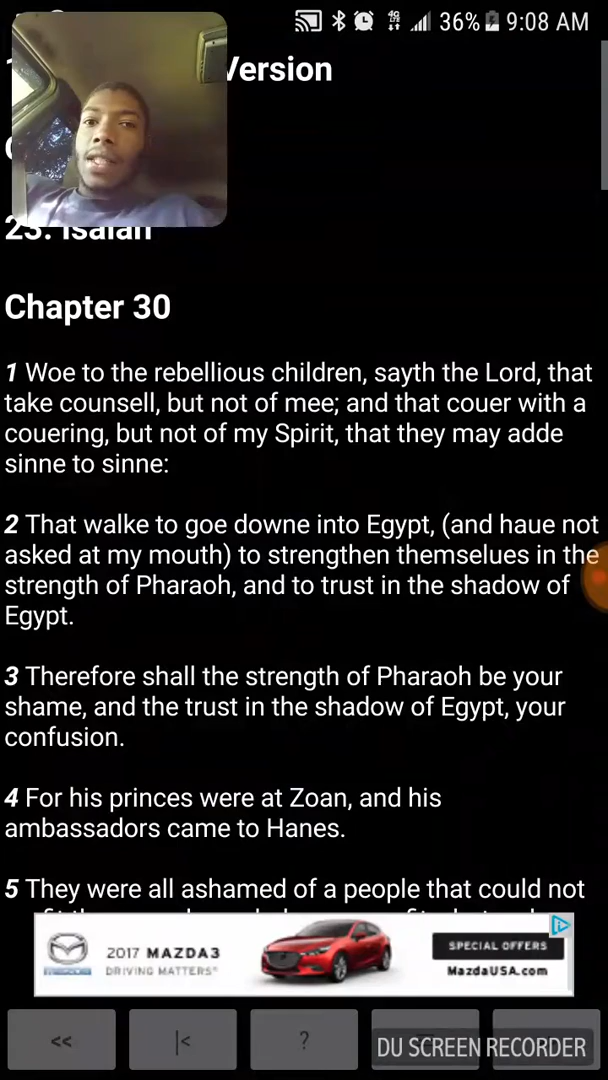 36% 9:08 AM
Version
23. Isaiah
Chapter 30
1 Woe to the rebellious children, sayth the Lord, that
take counsell, but not of mee; and that couer with a
couering, but not of my Spirit, that they may adde
sinne to sinne:
2 That walke to goe downe into Egypt, (and haue not
asked at my mouth) to strengthen themselues in the
strength of Pharaoh, and to trust in the shadow of
Egypt.
3 Therefore shall the strength of Pharaoh be your
shame, and the trust in the shadow of Egypt, your
confusion.
4 For his princes were at Zoan, and his
ambassadors came to Hanes.
5 They were all ashamed of a people that could not
2017 MAZDA3
DRIVING MATTERS®
SPECIAL OFFERS
MazdaUSA.com
<< |< ?
DU SCREEN RECORDER